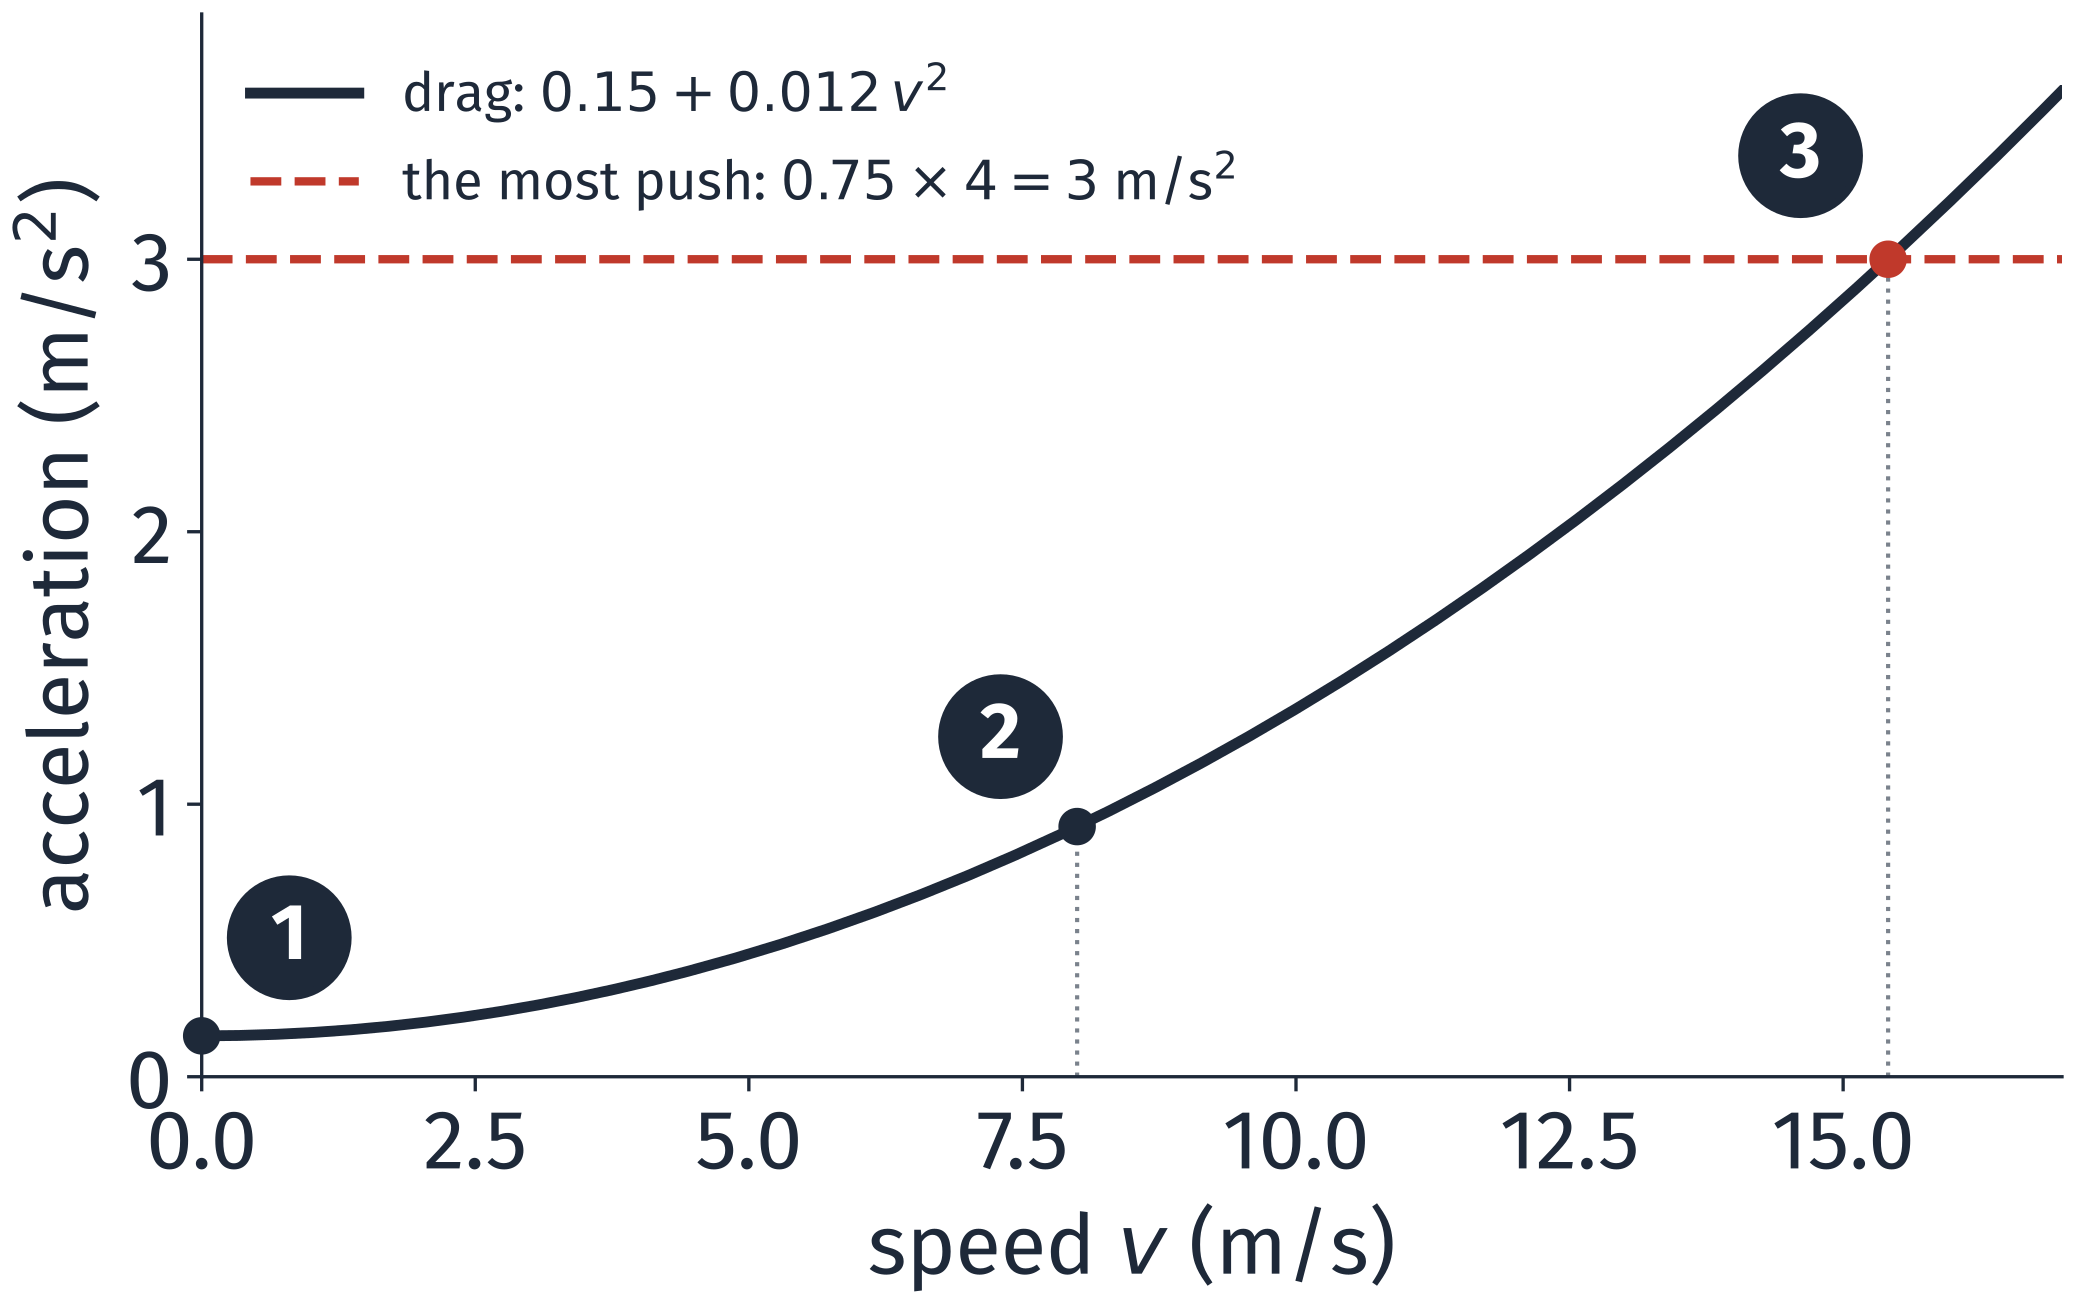 drag: 0.15 + 0.012 v²
the most push: 0.75 × 4 = 3 m/s²
acceleration (m/s²)
3
2
1
0
3
2
1
0.0 2.5 5.0 7.5 10.0 12.5 15.0
speed v (m/s)